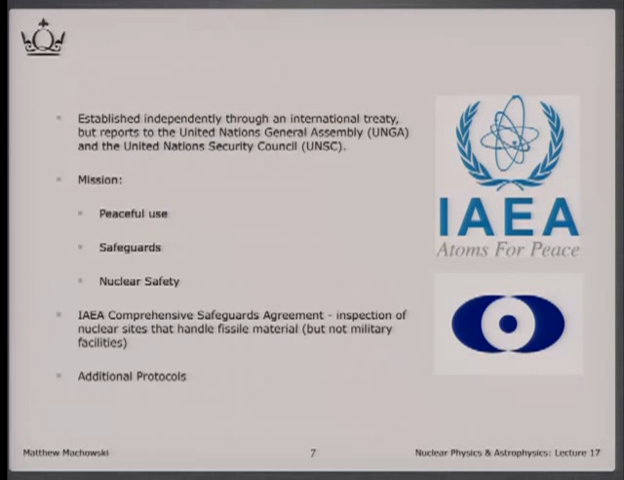 Established independently through an international treaty,
but reports to the United Nations General Assembly (UNGA)
and the United Nations Security Council (UNSC).
Mission:
Peaceful use
Safeguards
Nuclear Safety
IAEA Comprehensive Safeguards Agreement - inspection of
nuclear sites that handle fissile material (but not military
facilities)
Additional Protocols
IAEA
Atoms For Peace
Matthew Machowski
7
Nuclear Physics & Astrophysics: Lecture 17